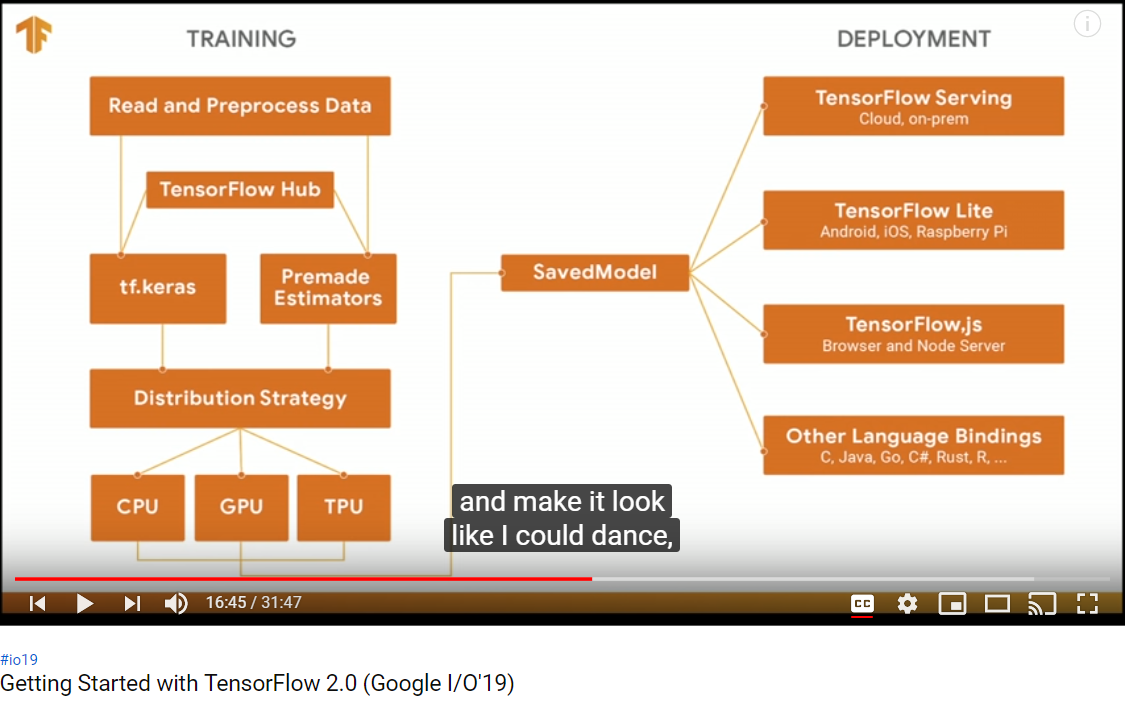 TRAINING
DEPLOYMENT
Read and Preprocess Data
TensorFlow Hub
tf.keras
Premade
Estimators
Distribution Strategy
CPU
GPU
TPU
SavedModel
TensorFlow Serving
Cloud, on-prem
TensorFlow Lite
Android, iOS, Raspberry Pi
TensorFlow,js
Browser and Node Server
Other Language Bindings
C, Java, Go, C#, Rust, R, ...
and make it look
like I could dance,
16:45 / 31:47
CC
#io19
Getting Started with TensorFlow 2.0 (Google I/O'19)